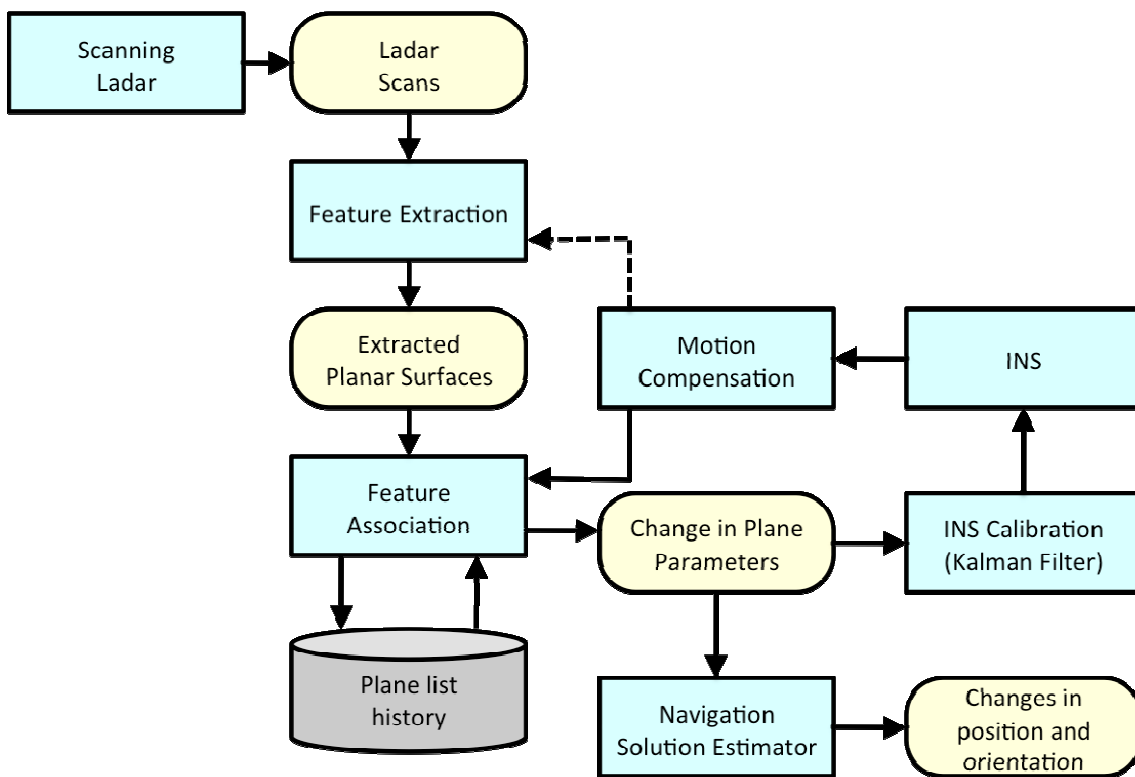 Scanning
Ladar
Ladar
Scans
Feature Extraction
Extracted
Planar Surfaces
Motion
Compensation
INS
Feature
Association
Change in Plane
Parameters
INS Calibration
(Kalman Filter)
Plane list
history
Navigation
Solution Estimator
Changes in
position and
orientation